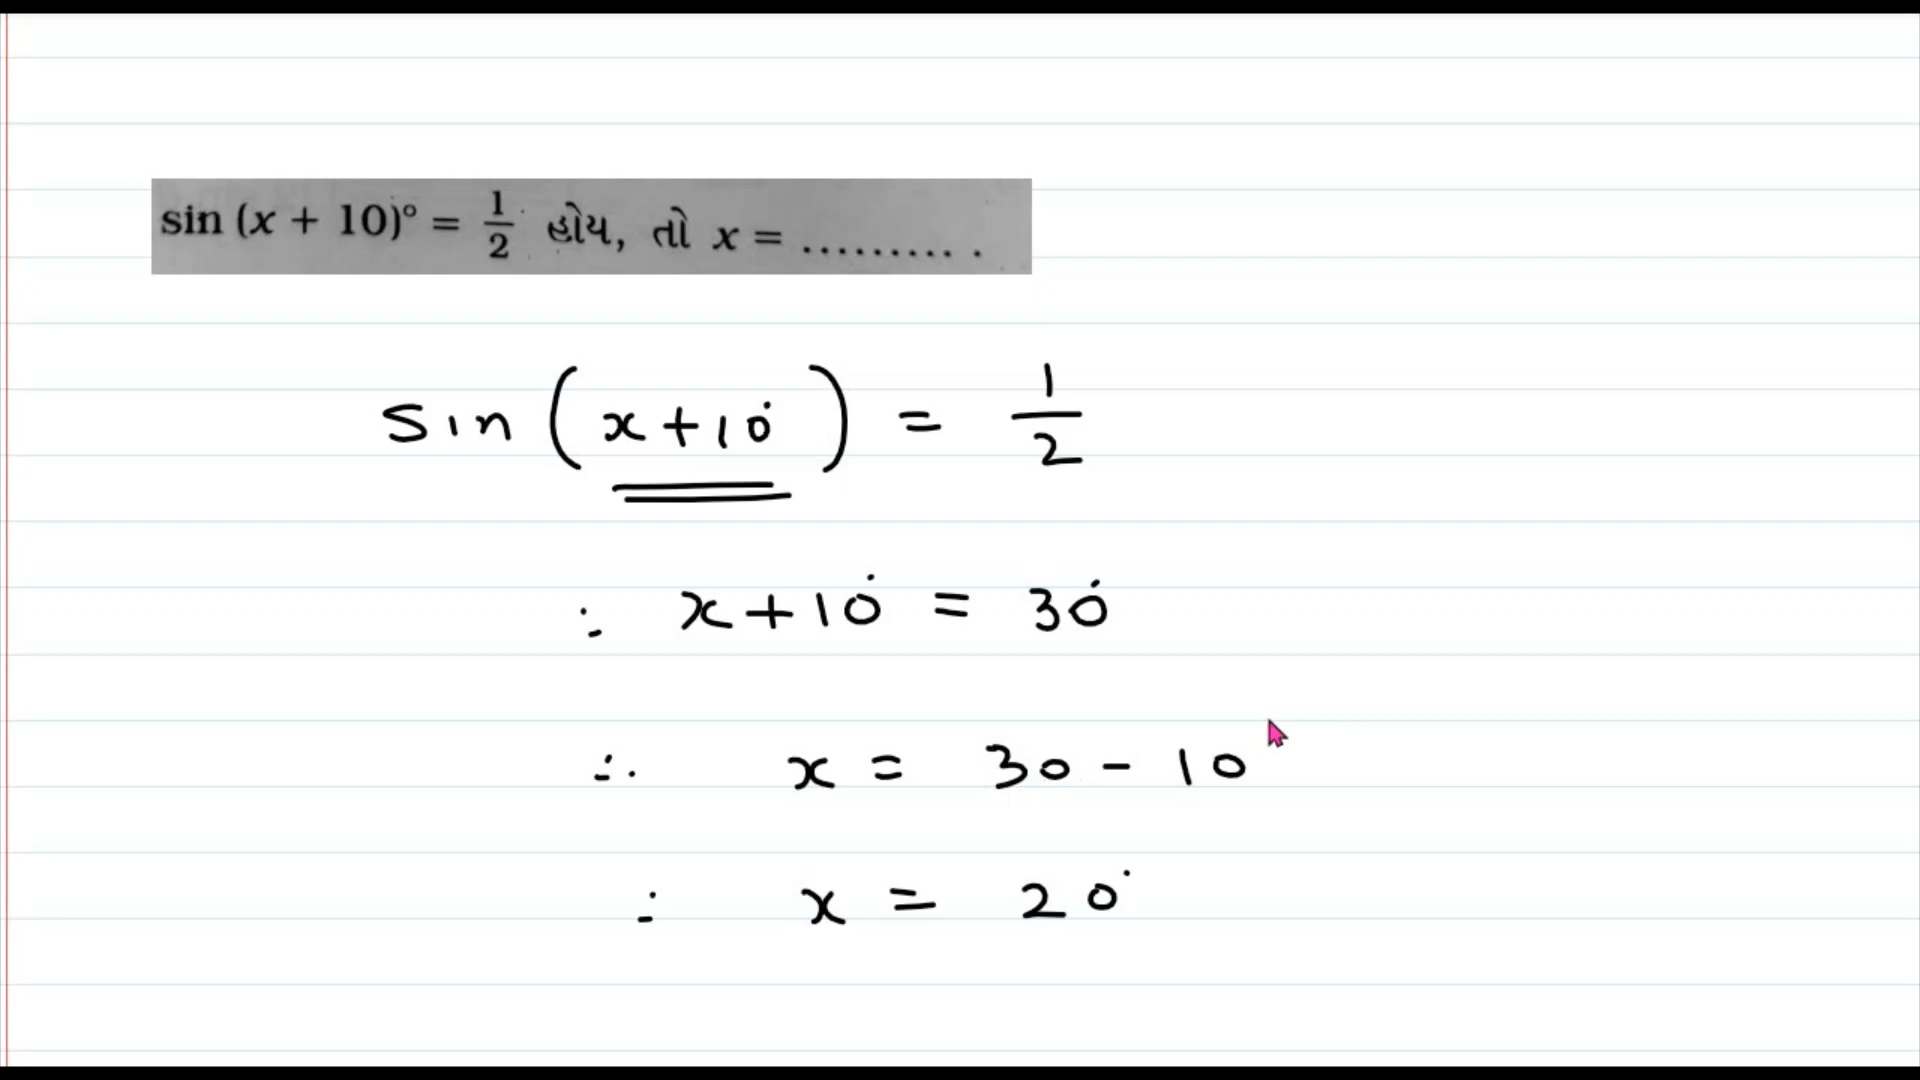 sin (x + 10)° = 1/2 હોય, તો x = .......... .
sin (x+10°) = 1/2
∴ x+10° = 30°
∴ x = 30 - 10
∴ x = 20°